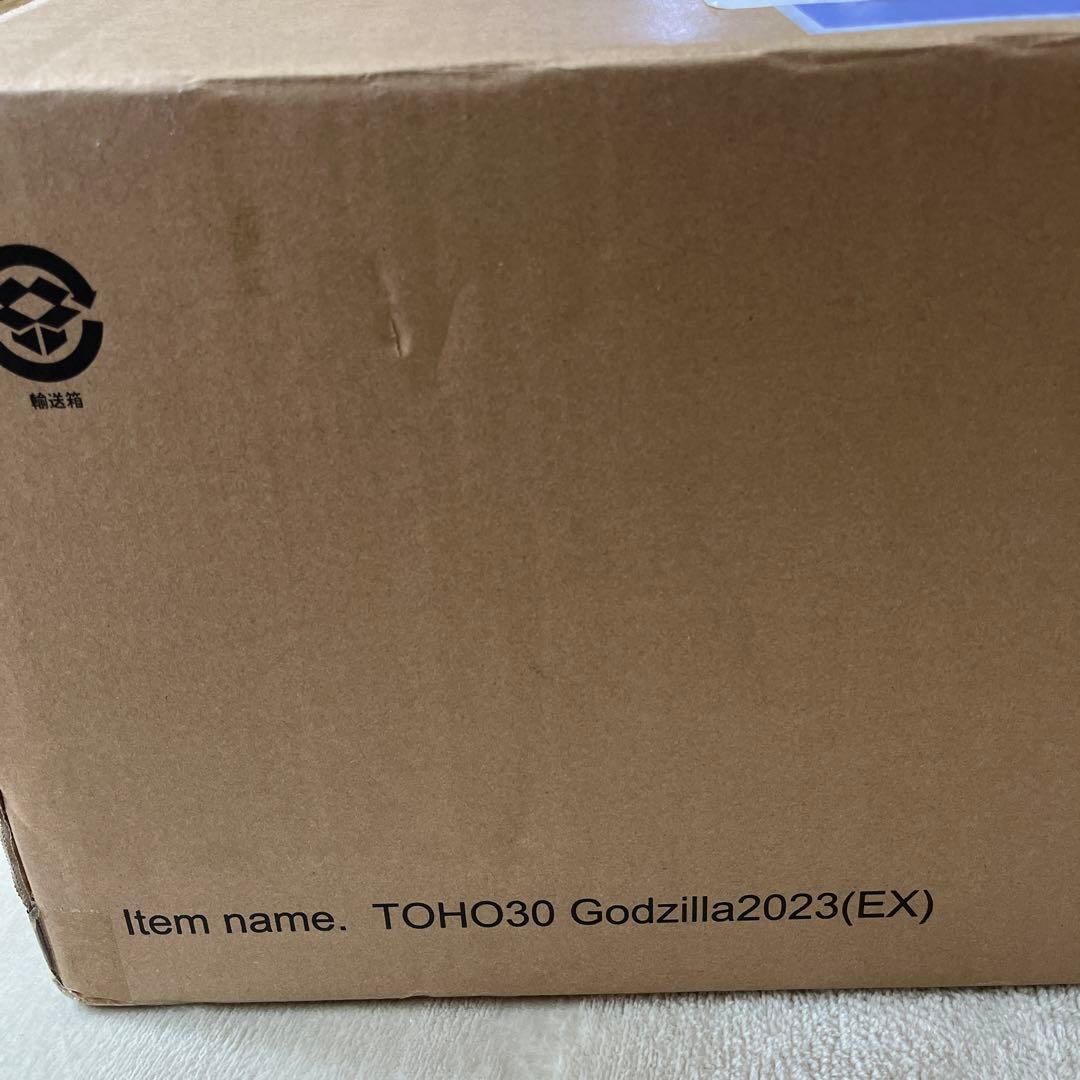 輸送箱
Item name. TOHO30 Godzilla2023(EX)